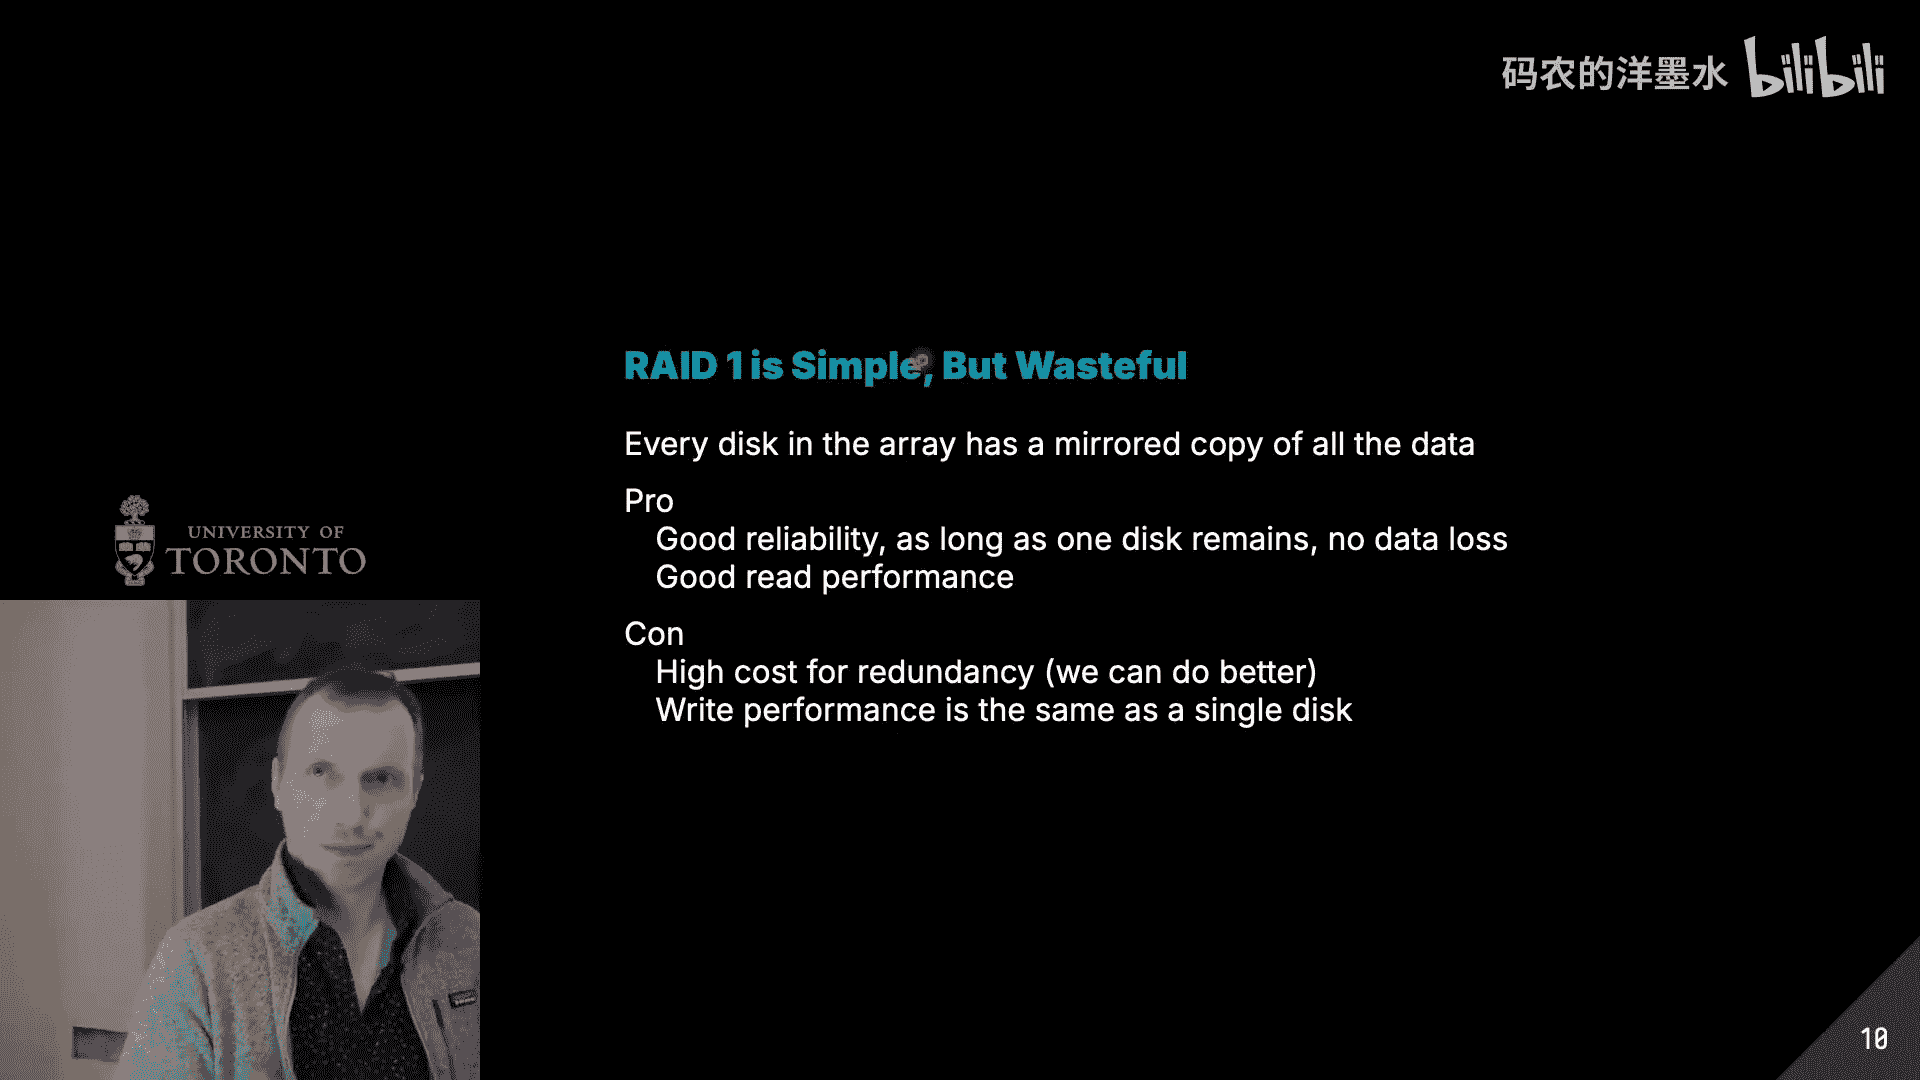 码农的洋墨水 bilibili
RAID 1 is Simple, But Wasteful
Every disk in the array has a mirrored copy of all the data
Pro
Good reliability, as long as one disk remains, no data loss
Good read performance
Con
High cost for redundancy (we can do better)
Write performance is the same as a single disk
UNIVERSITY OF
TORONTO
10